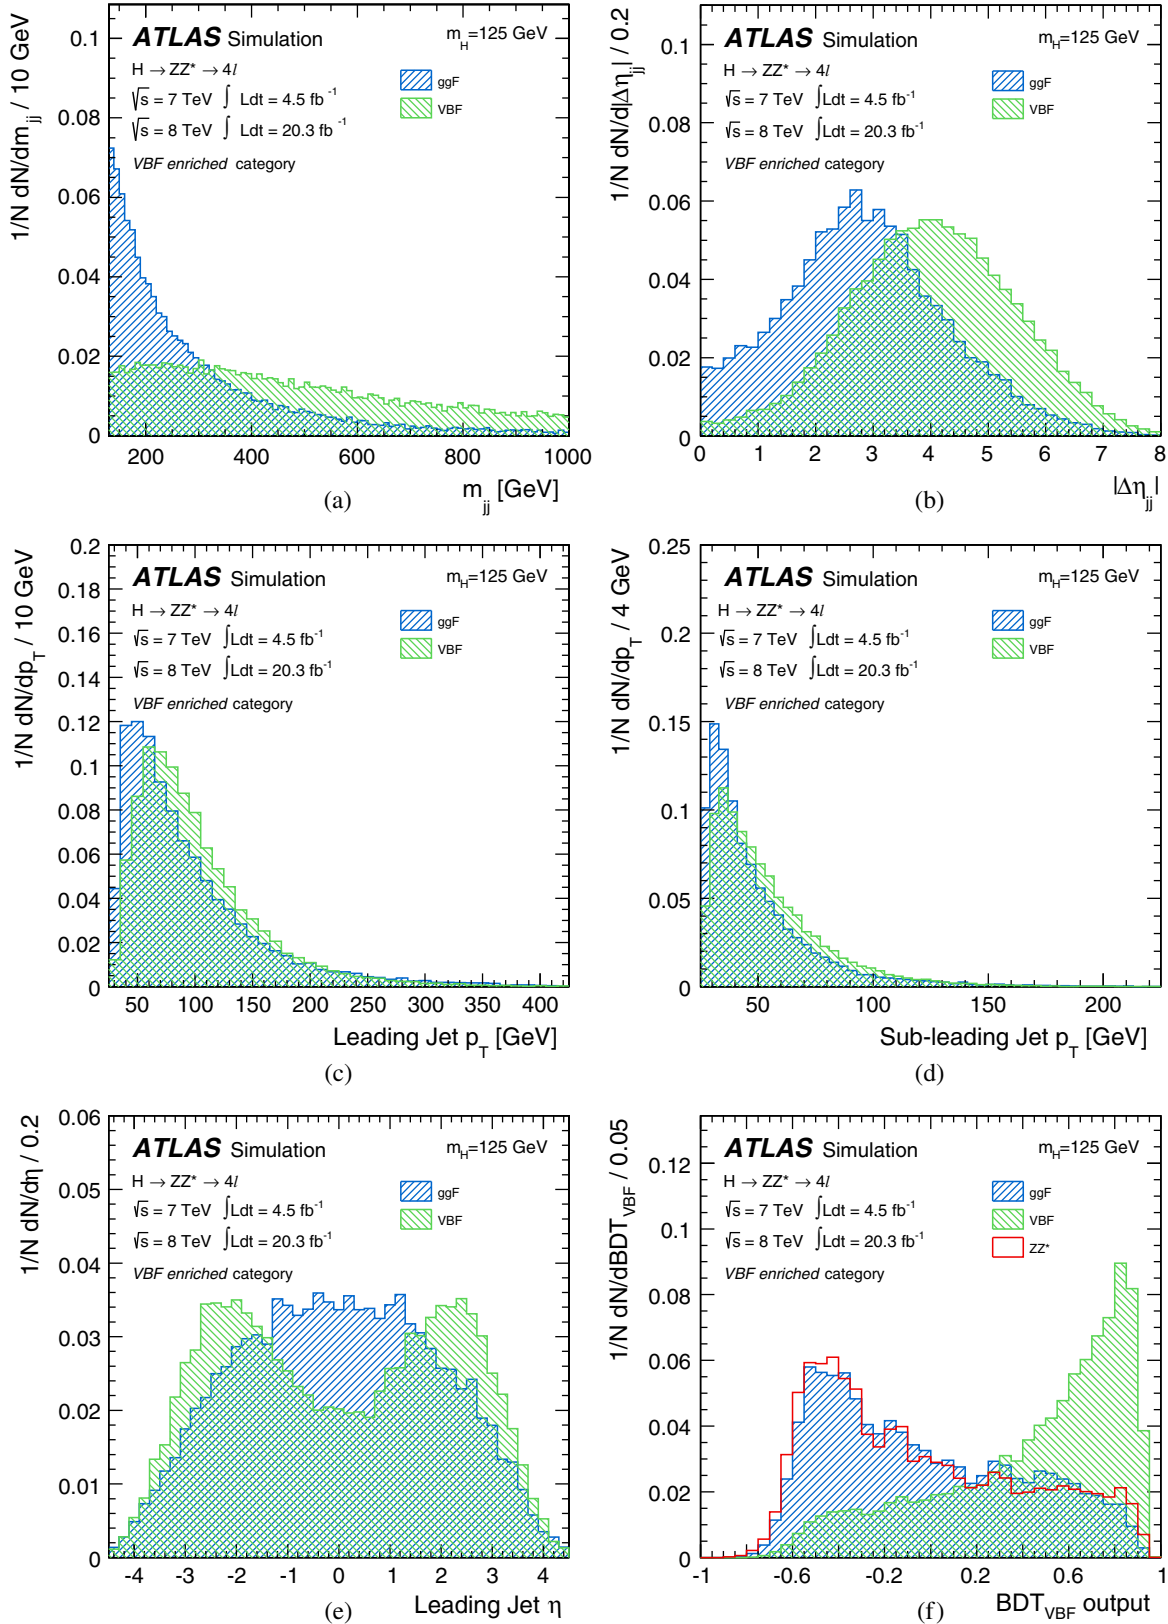 ATLAS Simulation
m_H=125 GeV
H → ZZ* → 4l
√s = 7 TeV ∫ Ldt = 4.5 fb⁻¹
√s = 8 TeV ∫ Ldt = 20.3 fb⁻¹
VBF enriched category
ggF
VBF
1/N dN/dm_jj / 10 GeV
0.1
0.08
0.06
0.04
0.02
0
200 400 600 800 1000
m_jj [GeV]
(a)
ATLAS Simulation
m_H=125 GeV
H → ZZ* → 4l
√s = 7 TeV ∫ Ldt = 4.5 fb⁻¹
√s = 8 TeV ∫Ldt = 20.3 fb⁻¹
VBF enriched category
ggF
VBF
1/N dN/d|Δη_jj| / 0.2
0.1
0.08
0.06
0.04
0.02
0
0 1 2 3 4 5 6 7 8
|Δη_jj|
(b)
ATLAS Simulation
m_H=125 GeV
H → ZZ* → 4l
√s = 7 TeV ∫Ldt = 4.5 fb⁻¹
√s = 8 TeV ∫Ldt = 20.3 fb⁻¹
VBF enriched category
ggF
VBF
1/N dN/dp_T / 10 GeV
0.2
0.18
0.16
0.14
0.12
0.1
0.08
0.06
0.04
0.02
0
50 100 150 200 250 300 350 400
Leading Jet p_T [GeV]
(c)
ATLAS Simulation
m_H=125 GeV
H → ZZ* → 4l
√s = 7 TeV ∫Ldt = 4.5 fb⁻¹
√s = 8 TeV ∫Ldt = 20.3 fb⁻¹
VBF enriched category
ggF
VBF
1/N dN/dp_T / 4 GeV
0.25
0.2
0.15
0.1
0.05
0
50 100 150 200
Sub-leading Jet p_T [GeV]
(d)
ATLAS Simulation
m_H=125 GeV
H → ZZ* → 4l
√s = 7 TeV ∫Ldt = 4.5 fb⁻¹
√s = 8 TeV ∫Ldt = 20.3 fb⁻¹
VBF enriched category
ggF
VBF
1/N dN/dη / 0.2
0.06
0.05
0.04
0.03
0.02
0.01
0
-4 -3 -2 -1 0 1 2 3 4
Leading Jet η
(e)
ATLAS Simulation
m_H=125 GeV
H → ZZ* → 4l
√s = 7 TeV ∫Ldt = 4.5 fb⁻¹
√s = 8 TeV ∫Ldt = 20.3 fb⁻¹
VBF enriched category
ggF
VBF
ZZ*
1/N dN/dBDT_VBF / 0.05
0.12
0.1
0.08
0.06
0.04
0.02
0
-1 -0.6 -0.2 0.2 0.6 1
BDT_VBF output
(f)